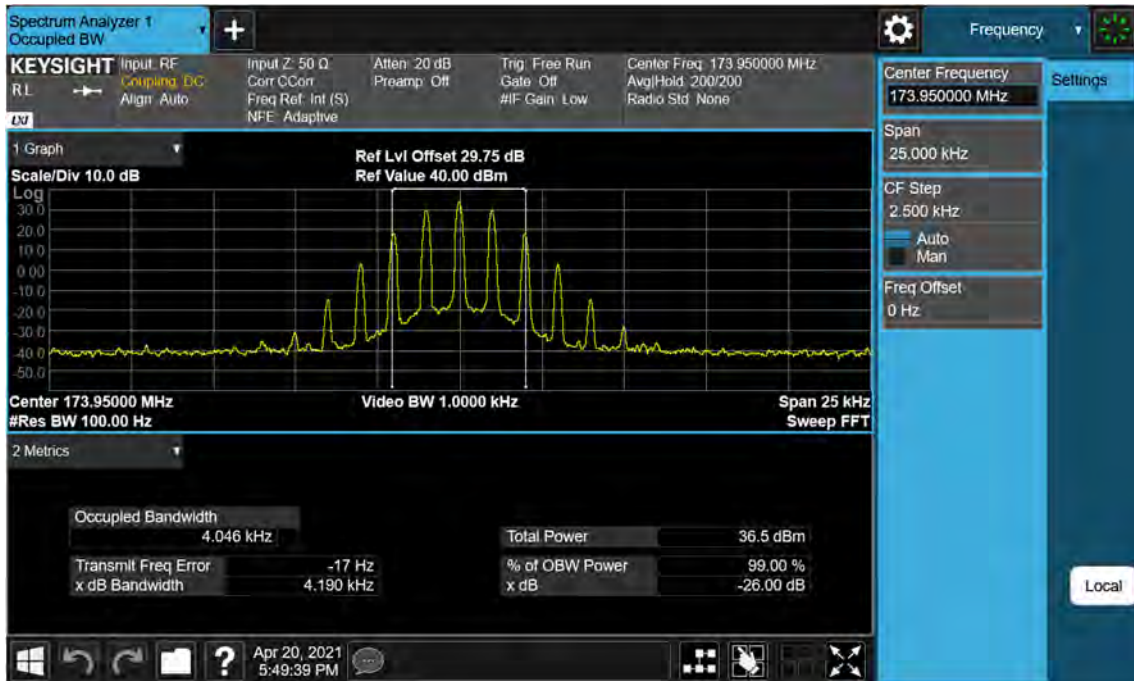 Spectrum Analyzer 1
Occupied BW
+
Frequency
KEYSIGHT
RL
LXI
Input: RF
Coupling: DC
Align: Auto
Input Z: 50 Ω
Corr CCorr
Freq Ref: Int (S)
NFE: Adaptive
Atten: 20 dB
Preamp: Off
Trig: Free Run
Gate: Off
#IF Gain: Low
Center Freq: 173.950000 MHz
Avg|Hold: 200/200
Radio Std: None
Center Frequency
173.950000 MHz
Settings
Span
25.000 kHz
CF Step
2.500 kHz
Auto
Man
Freq Offset
0 Hz
1 Graph
Scale/Div 10.0 dB
Ref Lvl Offset 29.75 dB
Ref Value 40.00 dBm
Log
30.0
20.0
10.0
0.00
-10.0
-20.0
-30.0
-40.0
-50.0
Center 173.95000 MHz
Video BW 1.0000 kHz
Span 25 kHz
#Res BW 100.00 Hz
Sweep FFT
2 Metrics
Occupied Bandwidth
4.046 kHz
Total Power 36.5 dBm
Transmit Freq Error -17 Hz
% of OBW Power 99.00 %
x dB Bandwidth 4.190 kHz
x dB -26.00 dB
Local
?
Apr 20, 2021
5:49:39 PM